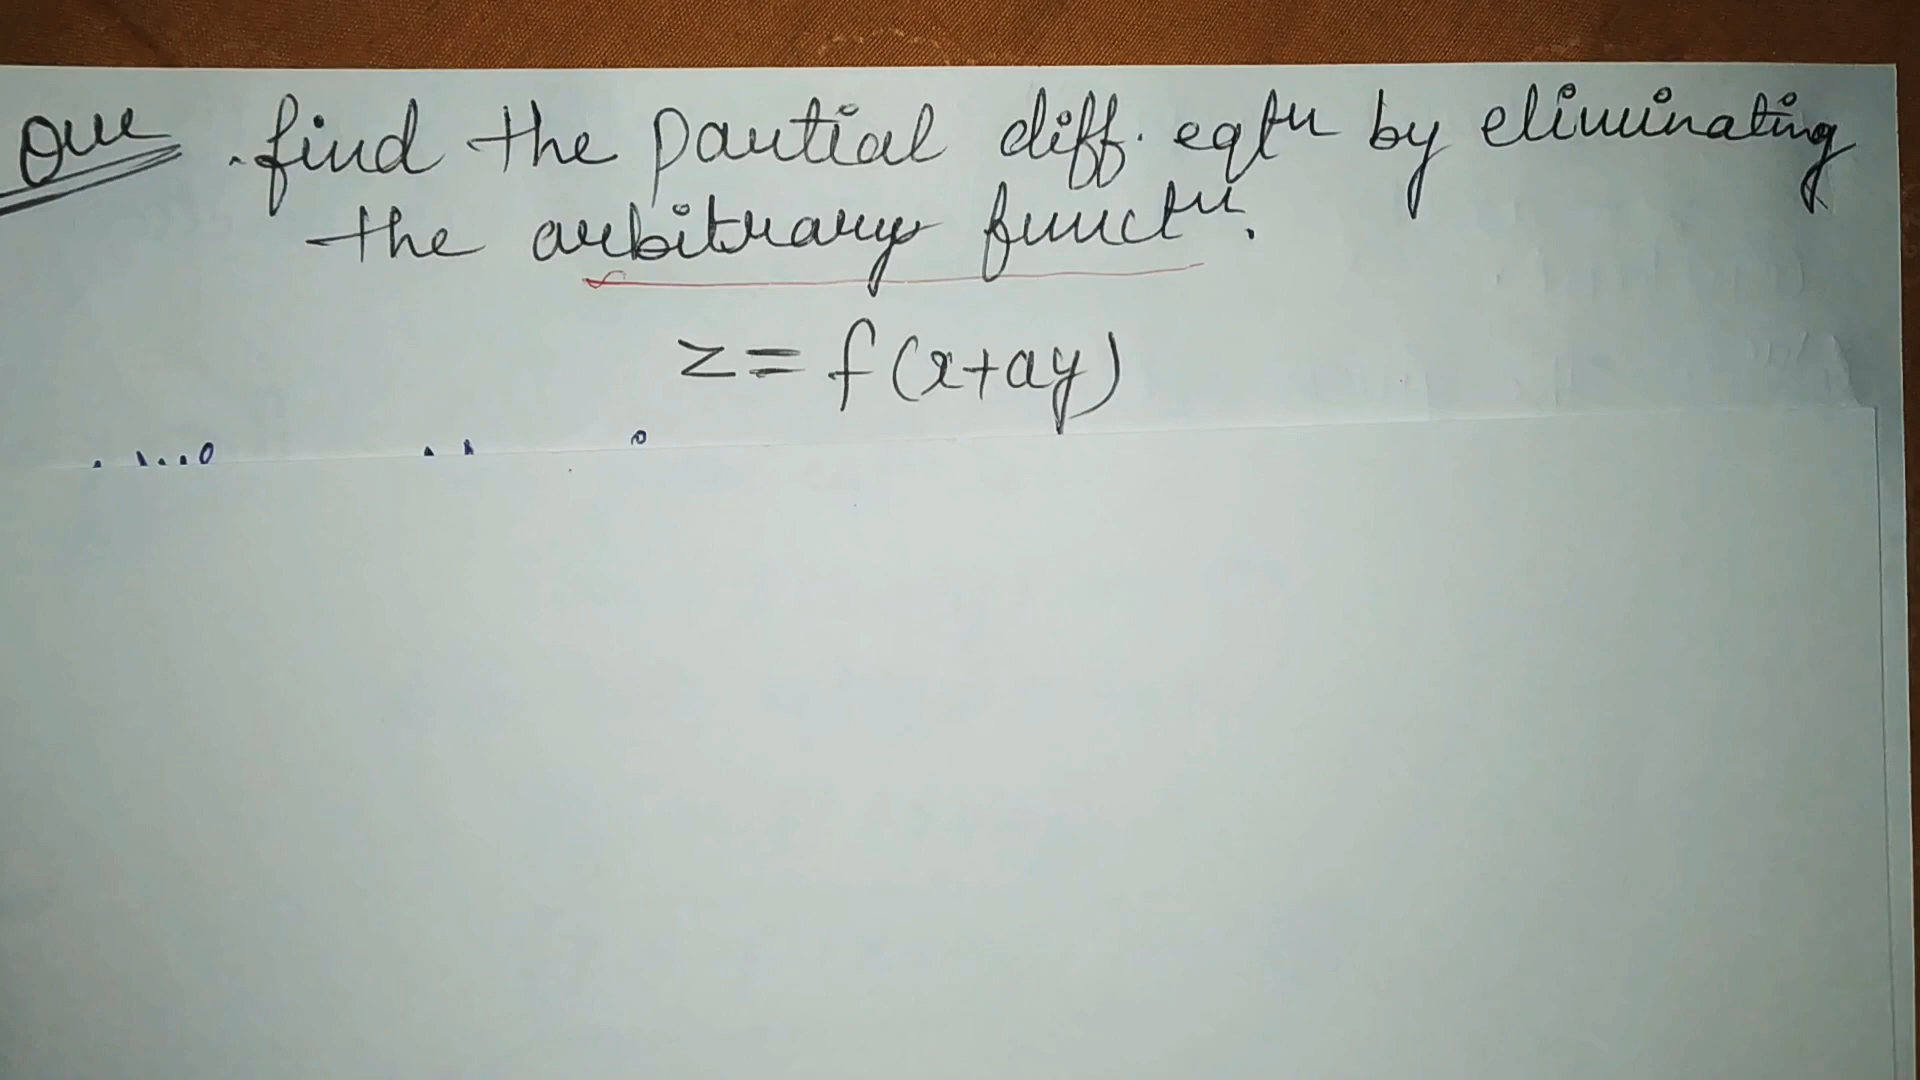 Que .find the partial diff. eqtn by eliminating
the arbitrary functn.
z = f(x+ay)